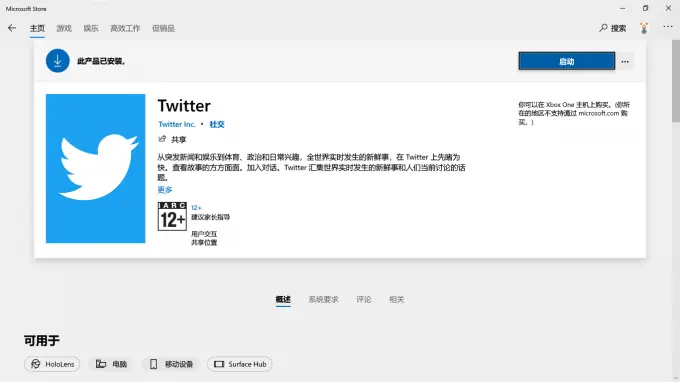 Microsoft Store
主页 游戏 娱乐 高效工作 促销品 搜索
此产品已安装。 启动
Twitter
Twitter Inc. • 社交
共享
从突发新闻和娱乐到体育、政治和日常兴趣，全世界实时发生的新鲜事，在 Twitter 上先睹为
快。查看故事的方方面面。加入对话。Twitter 汇集世界实时发生的新鲜事和人们当前讨论的话
题。
更多
IARC
12+
12+
建议家长指导
用户交互
共享位置
你可以在 Xbox One 主机上购买。(你所
在的地区不支持通过 microsoft.com 购
买。)
概述 系统要求 评论 相关
可用于
HoloLens 电脑 移动设备 Surface Hub